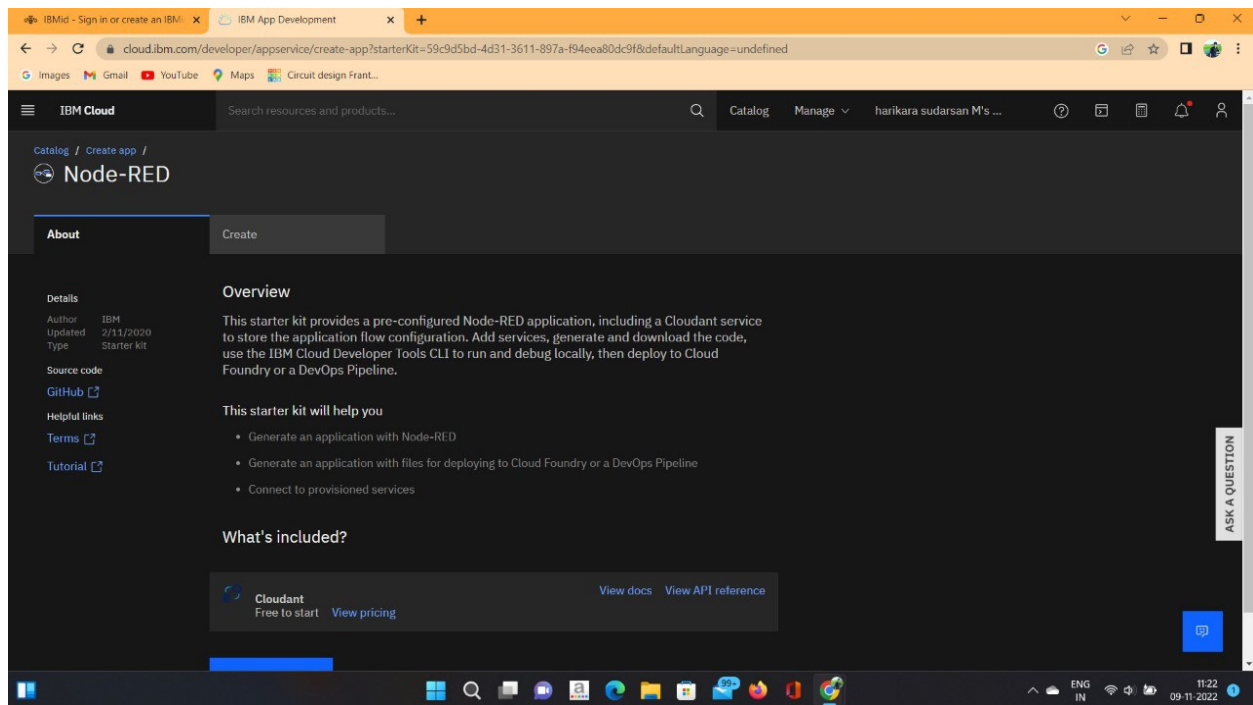 IBMid - Sign in or create an IBMi
IBM App Development
cloud.ibm.com/developer/appservice/create-app?starterKit=59c9d5bd-4d31-3611-897a-f94eea80dc9f&defaultLanguage=undefined
Images Gmail YouTube Maps Circuit design Frant...
IBM Cloud Search resources and products... Catalog Manage harikara sudarsan M's ...
Catalog / Create app /
Node-RED
About Create
Details
Author IBM
Updated 2/11/2020
Type Starter kit
Source code
GitHub
Helpful links
Terms
Tutorial
Overview
This starter kit provides a pre-configured Node-RED application, including a Cloudant service
to store the application flow configuration. Add services, generate and download the code,
use the IBM Cloud Developer Tools CLI to run and debug locally, then deploy to Cloud
Foundry or a DevOps Pipeline.
This starter kit will help you
• Generate an application with Node-RED
• Generate an application with files for deploying to Cloud Foundry or a DevOps Pipeline
• Connect to provisioned services
What's included?
Cloudant View docs View API reference
Free to start View pricing
ASK A QUESTION
99+
ENG
IN
11:22
09-11-2022
1